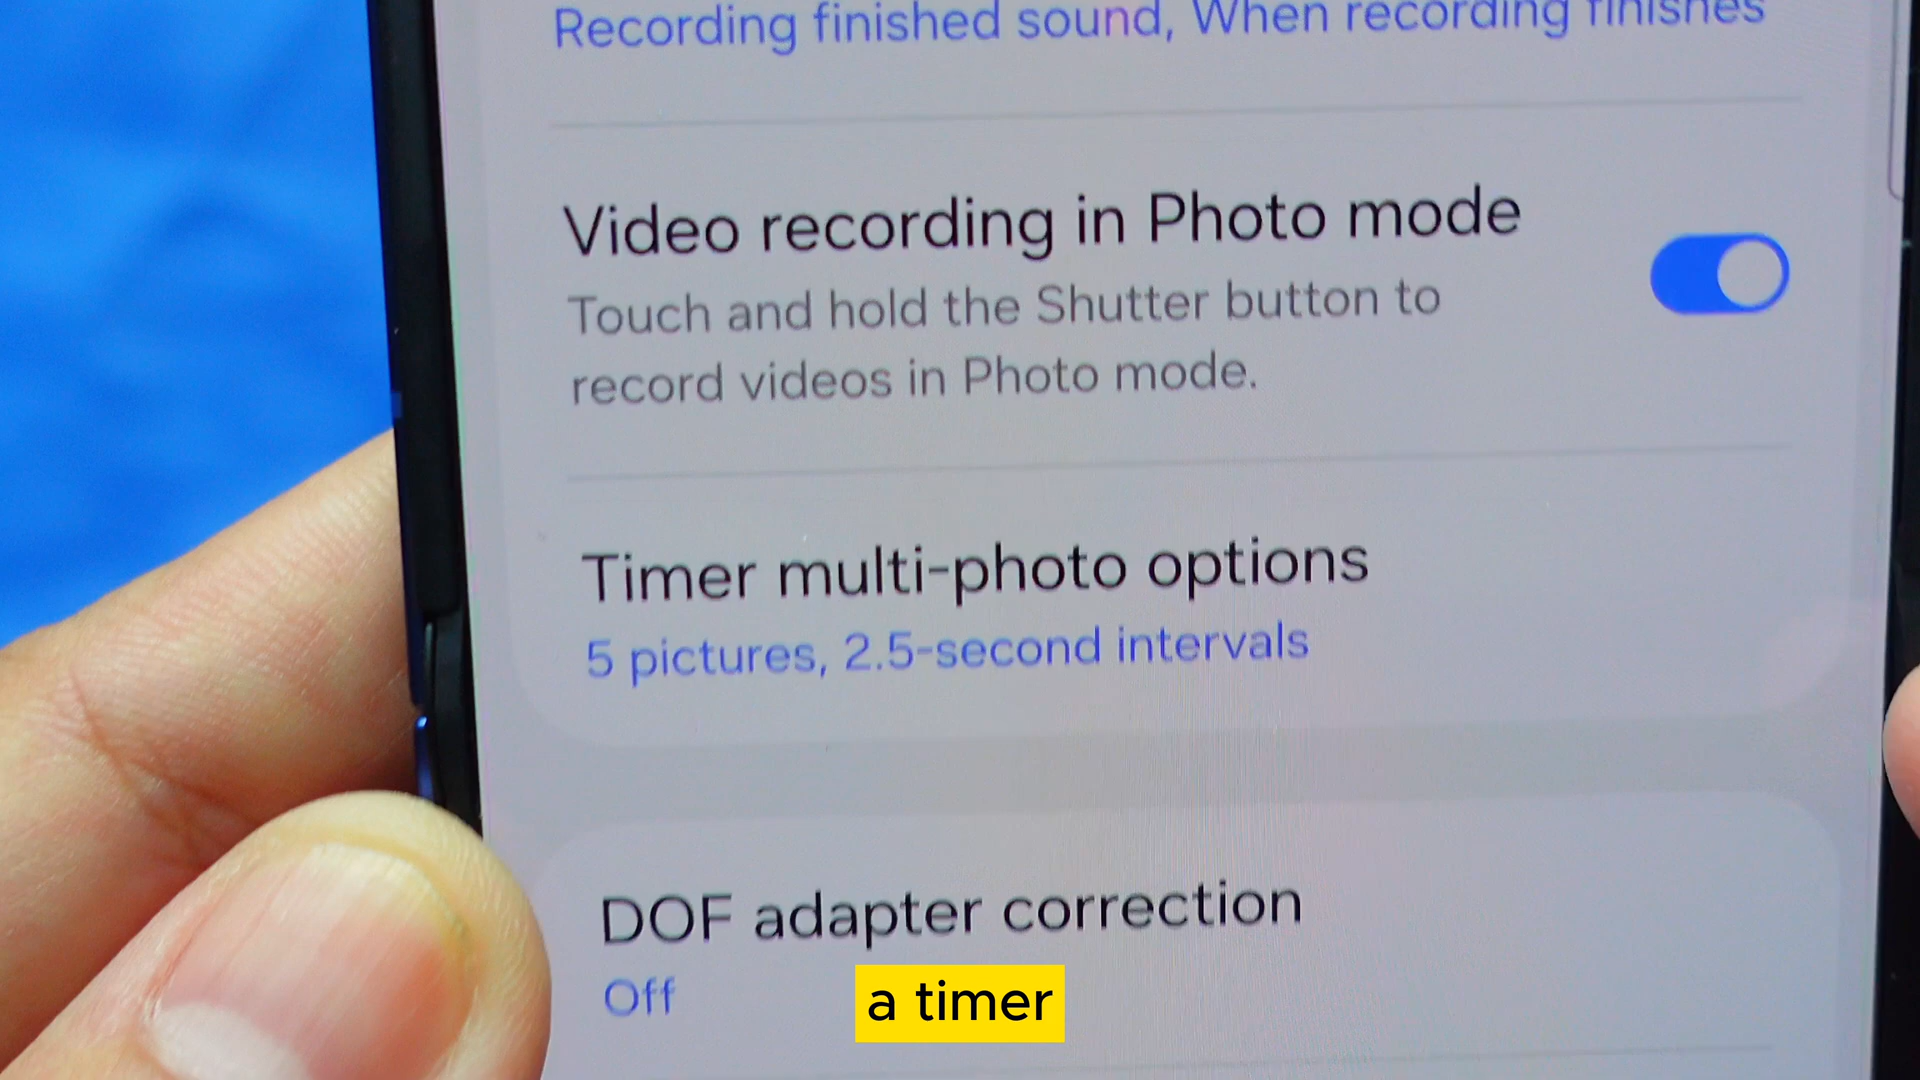 Recording finished sound, When recording finishes
Video recording in Photo mode
Touch and hold the Shutter button to
record videos in Photo mode.
Timer multi-photo options
5 pictures, 2.5-second intervals
DOF adapter correction
Off
a timer